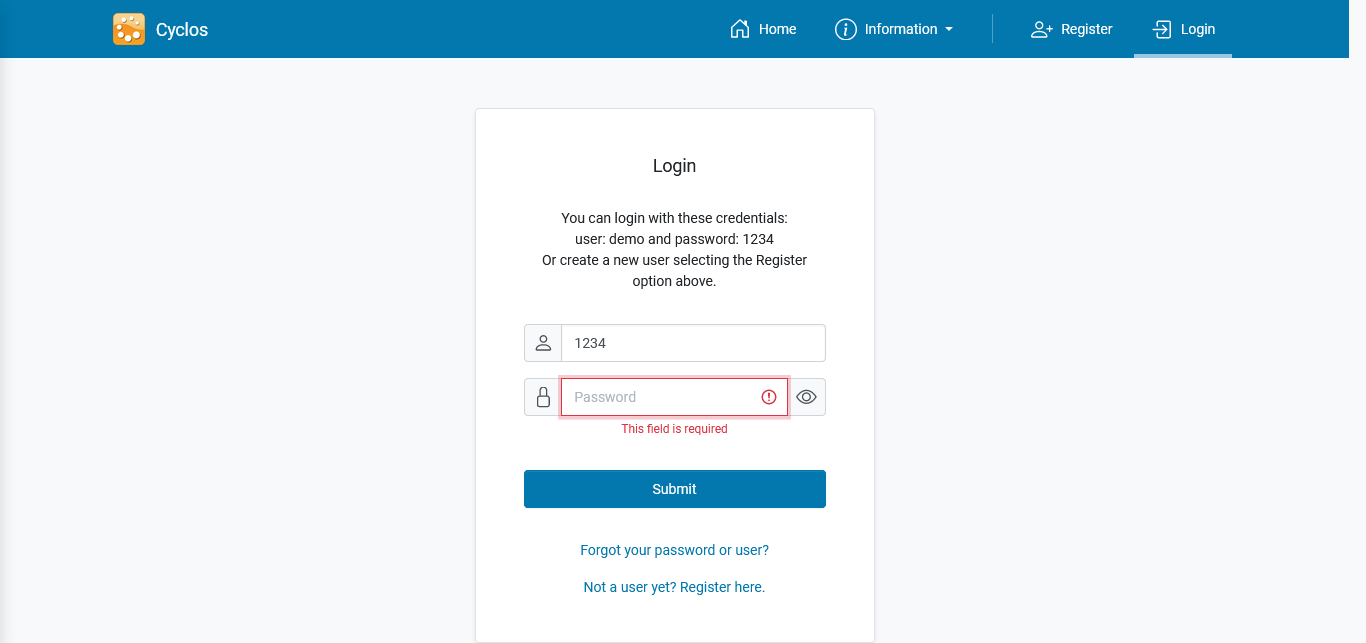 Cyclos
Home
Information
Register
Login
Login
You can login with these credentials:
user: demo and password: 1234
Or create a new user selecting the Register
option above.
1234
Password
This field is required
Submit
Forgot your password or user?
Not a user yet? Register here.